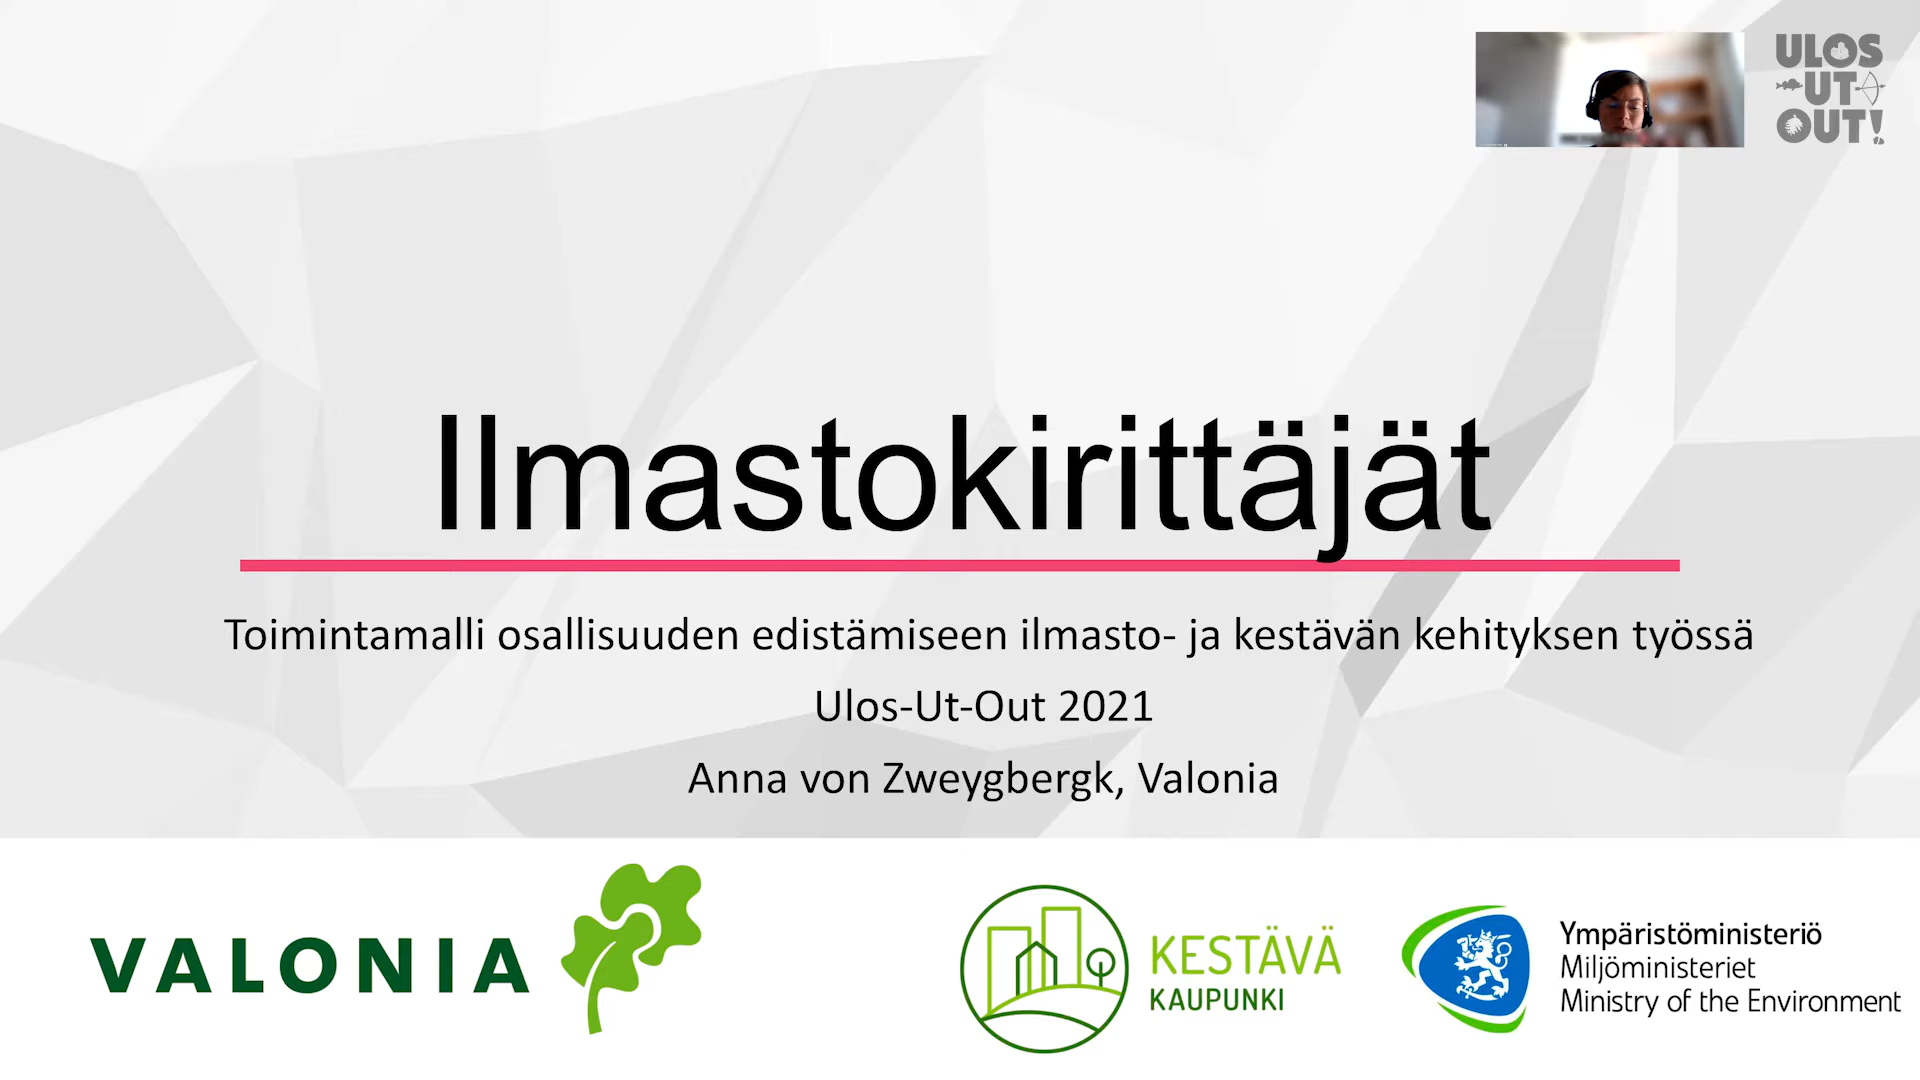 ULOS
UT
OUT!
Ilmastokirittäjät
Toimintamalli osallisuuden edistämiseen ilmasto- ja kestävän kehityksen työssä
Ulos-Ut-Out 2021
Anna von Zweygbergk, Valonia
VALONIA
KESTÄVÄ
KAUPUNKI
Ympäristöministeriö
Miljöministeriet
Ministry of the Environment